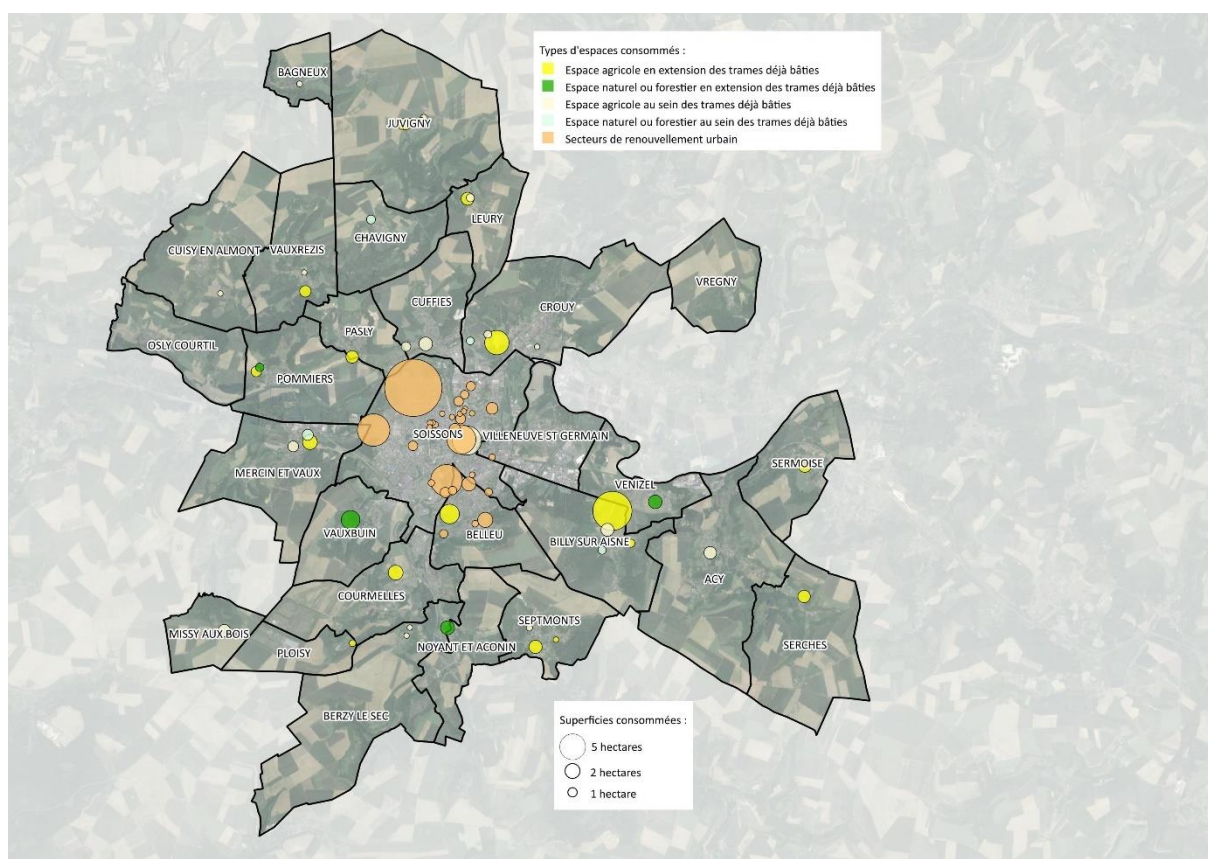 Types d'espaces consommés :
Espace agricole en extension des trames déjà bâties
Espace naturel ou forestier en extension des trames déjà bâties
Espace agricole au sein des trames déjà bâties
Espace naturel ou forestier au sein des trames déjà bâties
Secteurs de renouvellement urbain
BAGNEUX
JUVIGNY
LEURY
CHAVIGNY
CUISY EN ALMONT
VAUXREZIS
VREGNY
CUFFIES
CROUY
PASLY
OSLY COURTIL
POMMIERS
SOISSONS
VILLENEUVE ST GERMAIN
SERMOISE
MERCIN ET VAUX
VENIZEL
VAUXBUIN
BELLEU
BILLY SUR AISNE
ACY
COURMELLES
SEPTMONTS
MISSY AUX BOIS
NOYANT ET ACONIN
SERCHES
PLOISY
BERZY LE SEC
Superficies consommées :
5 hectares
2 hectares
1 hectare